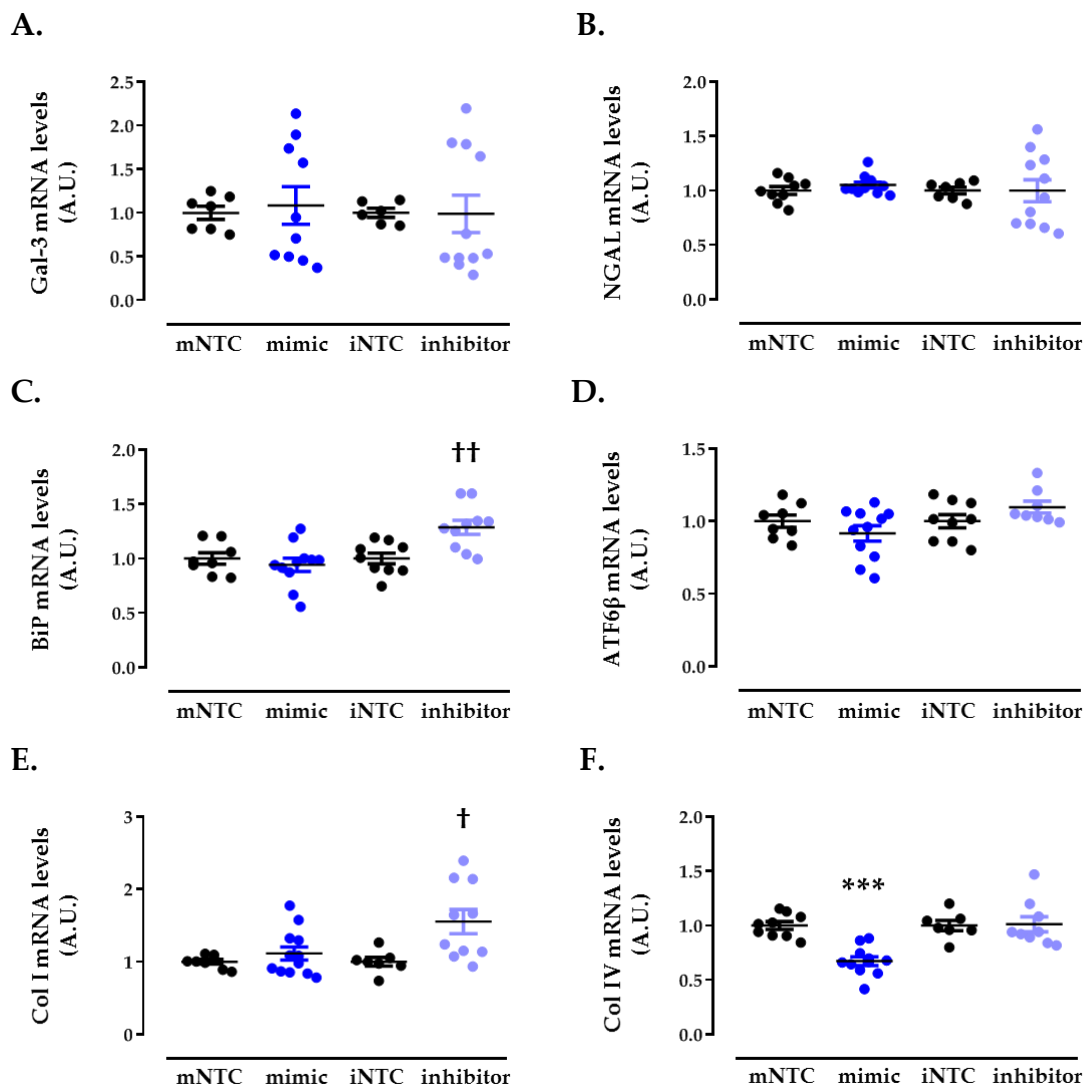 A.
Gal-3 mRNA levels
(A.U.)
2.5
2.0
1.5
1.0
0.5
0.0
mNTC mimic iNTC inhibitor
B.
NGAL mRNA levels
(A.U.)
2.0
1.5
1.0
0.5
0.0
mNTC mimic iNTC inhibitor
C.
BiP mRNA levels
(A.U.)
2.0
1.5
1.0
0.5
0.0
††
mNTC mimic iNTC inhibitor
D.
ATF6β mRNA levels
(A.U.)
1.5
1.0
0.5
0.0
mNTC mimic iNTC inhibitor
E.
Col I mRNA levels
(A.U.)
3
2
1
0
†
mNTC mimic iNTC inhibitor
F.
Col IV mRNA levels
(A.U.)
2.0
1.5
1.0
0.5
0.0
***
mNTC mimic iNTC inhibitor